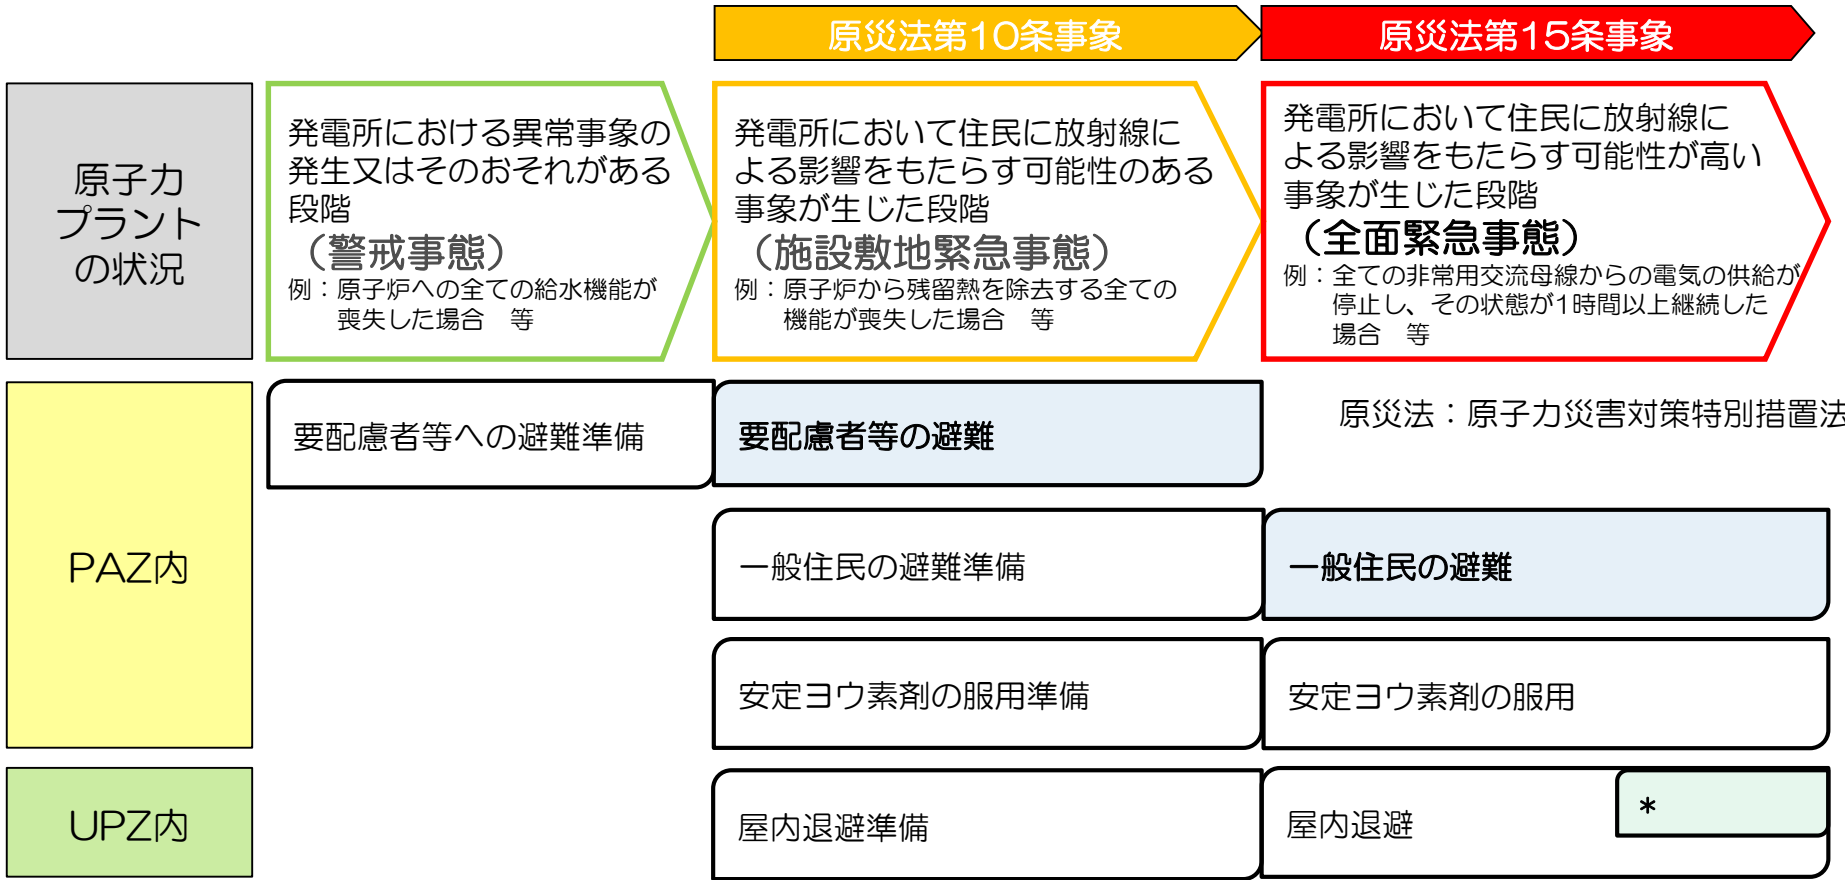 原災法第10条事象
原災法第15条事象
原子力
プラント
の状況
発電所における異常事象の
発生又はそのおそれがある
段階
（警戒事態）
例：原子炉への全ての給水機能が
喪失した場合　等
発電所において住民に放射線に
よる影響をもたらす可能性のある
事象が生じた段階
（施設敷地緊急事態）
例：原子炉から残留熱を除去する全ての
機能が喪失した場合　等
発電所において住民に放射線に
よる影響をもたらす可能性が高い
事象が生じた段階
（全面緊急事態）
例：全ての非常用交流母線からの電気の供給が
停止し、その状態が1時間以上継続した
場合　等
PAZ内
要配慮者等への避難準備
要配慮者等の避難
原災法：原子力災害対策特別措置法
一般住民の避難準備
一般住民の避難
安定ヨウ素剤の服用準備
安定ヨウ素剤の服用
UPZ内
屋内退避準備
屋内退避
*